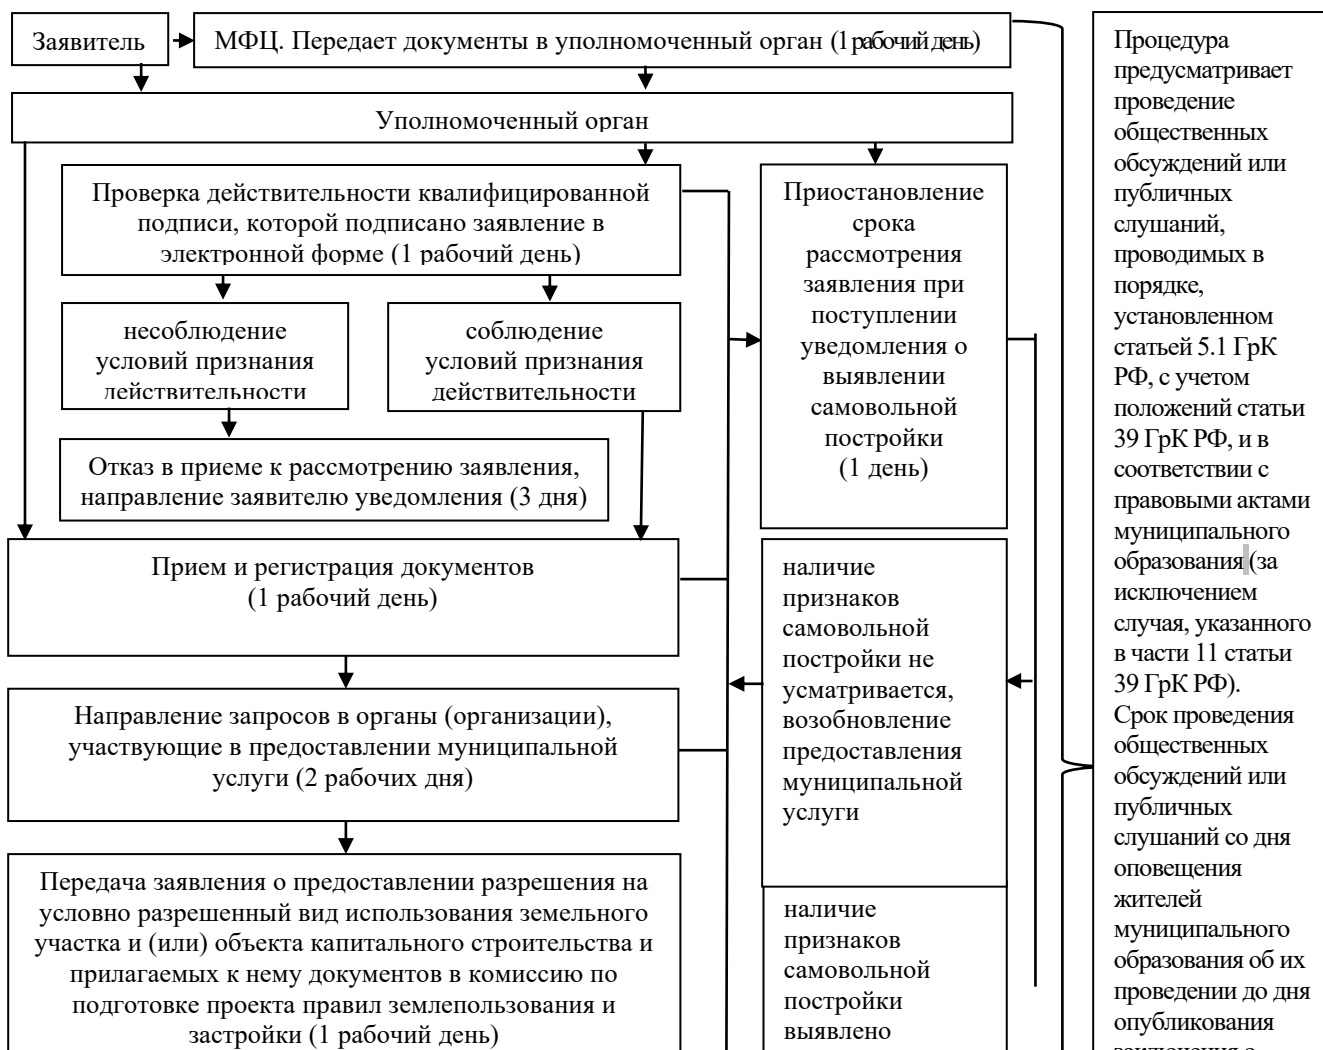 Заявитель
МФЦ. Передает документы в уполномоченный орган (1 рабочий день)
Уполномоченный орган
Проверка действительности квалифицированной
подписи, которой подписано заявление в
электронной форме (1 рабочий день)
несоблюдение
условий признания
действительности
соблюдение
условий признания
действительности
Отказ в приеме к рассмотрению заявления,
направление заявителю уведомления (3 дня)
Прием и регистрация документов
(1 рабочий день)
Направление запросов в органы (организации),
участвующие в предоставлении муниципальной
услуги (2 рабочих дня)
Передача заявления о предоставлении разрешения на
условно разрешенный вид использования земельного
участка и (или) объекта капитального строительства и
прилагаемых к нему документов в комиссию по
подготовке проекта правил землепользования и
застройки (1 рабочий день)
Приостановление
срока
рассмотрения
заявления при
поступлении
уведомления о
выявлении
самовольной
постройки
(1 день)
наличие
признаков
самовольной
постройки не
усматривается,
возобновление
предоставления
муниципальной
услуги
наличие
признаков
самовольной
постройки
выявлено
Процедура
предусматривает
проведение
общественных
обсуждений или
публичных
слушаний,
проводимых в
порядке,
установленном
статьей 5.1 ГрК
РФ, с учетом
положений статьи
39 ГрК РФ, и в
соответствии с
правовыми актами
муниципального
образования (за
исключением
случая, указанного
в части 11 статьи
39 ГрК РФ).
Срок проведения
общественных
обсуждений или
публичных
слушаний со дня
оповещения
жителей
муниципального
образования об их
проведении до дня
опубликования
заключения о